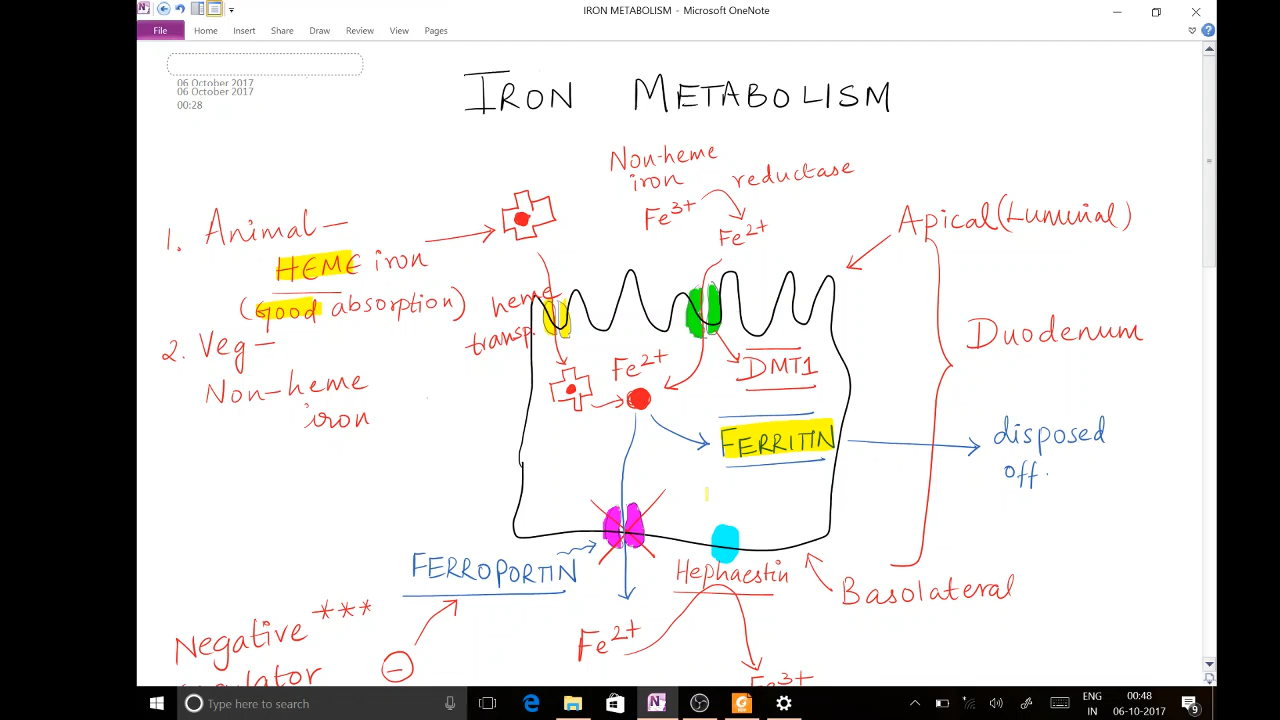 IRON METABOLISM - Microsoft OneNote
File Home Insert Share Draw Review View Pages
06 October 2017
06 October 2017
00:28
IRON METABOLISM
Non-heme
iron
reductase
Fe3+
Fe2+
Apical (Luminal)
1. Animal -
HEME iron
(Good absorption)
2. Veg -
Non-heme
iron
heme
transp.
Fe2+
DMT1
Duodenum
FERRITIN
disposed
off.
FERROPORTIN
Hephaestin
Basolateral
Negative ***
Fe2+
Fe3+
Type here to search
ENG
IN
00:48
06-10-2017
9